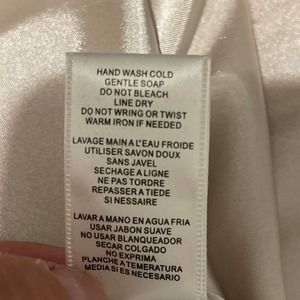 HAND WASH COLD
GENTLE SOAP
DO NOT BLEACH
LINE DRY
DO NOT WRING OR TWIST
WARM IRON IF NEEDED
LAVAGE MAIN A L'EAU FROIDE
UTILISER SAVON DOUX
SANS JAVEL
SECHAGE A LIGNE
NE PAS TORDRE
REPASSER A TIEDE
SI NESSAIRE
LAVAR A MANO EN AGUA FRIA
USAR JABON SUAVE
NO USAR BLANQUEADOR
SECAR COLGADO
NO EXPRIMA
PLANCHE A TEMERATURA
MEDIA SI ES NECESARIO